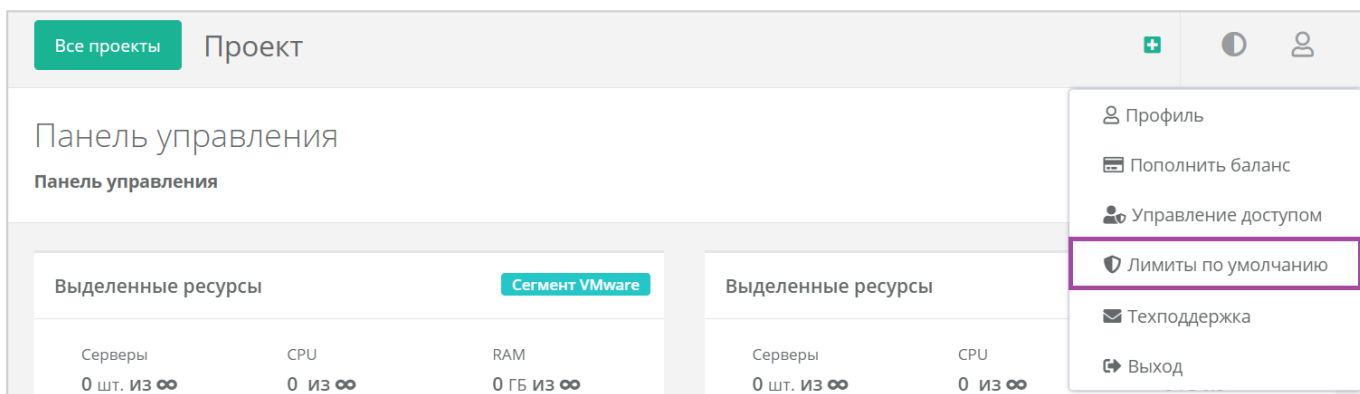 Все проекты Проект
Профиль
Панель управления
Пополнить баланс
Панель управления
Управление доступом
Лимиты по умолчанию
Выделенные ресурсы Сегмент VMware Выделенные ресурсы
Техподдержка
Серверы CPU RAM Серверы CPU
Выход
0 шт. из ∞ 0 из ∞ 0 ГБ из ∞ 0 шт. из ∞ 0 из ∞